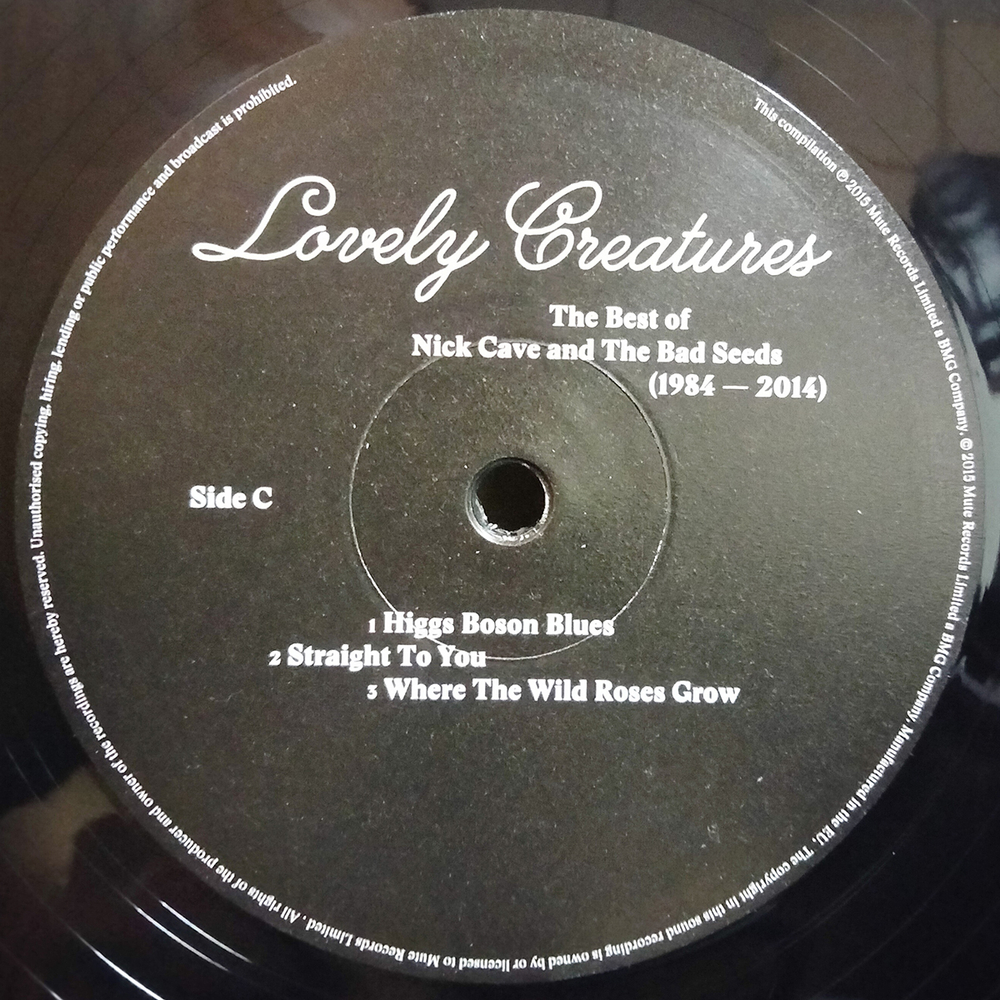 Lovely Creatures
The Best of
Nick Cave and The Bad Seeds
(1984 — 2014)
Side C
1 Higgs Boson Blues
2 Straight To You
3 Where The Wild Roses Grow
This compilation ℗ 2015 Mute Records Limited a BMG Company. © 2015 Mute Records Limited a BMG Company. Manufactured in the EU. The copyright in this sound recording is owned by or licensed to Mute Records Limited. All rights of the producer and owner of the recordings are hereby reserved. Unauthorised copying, hiring, lending or public performance and broadcast is prohibited.